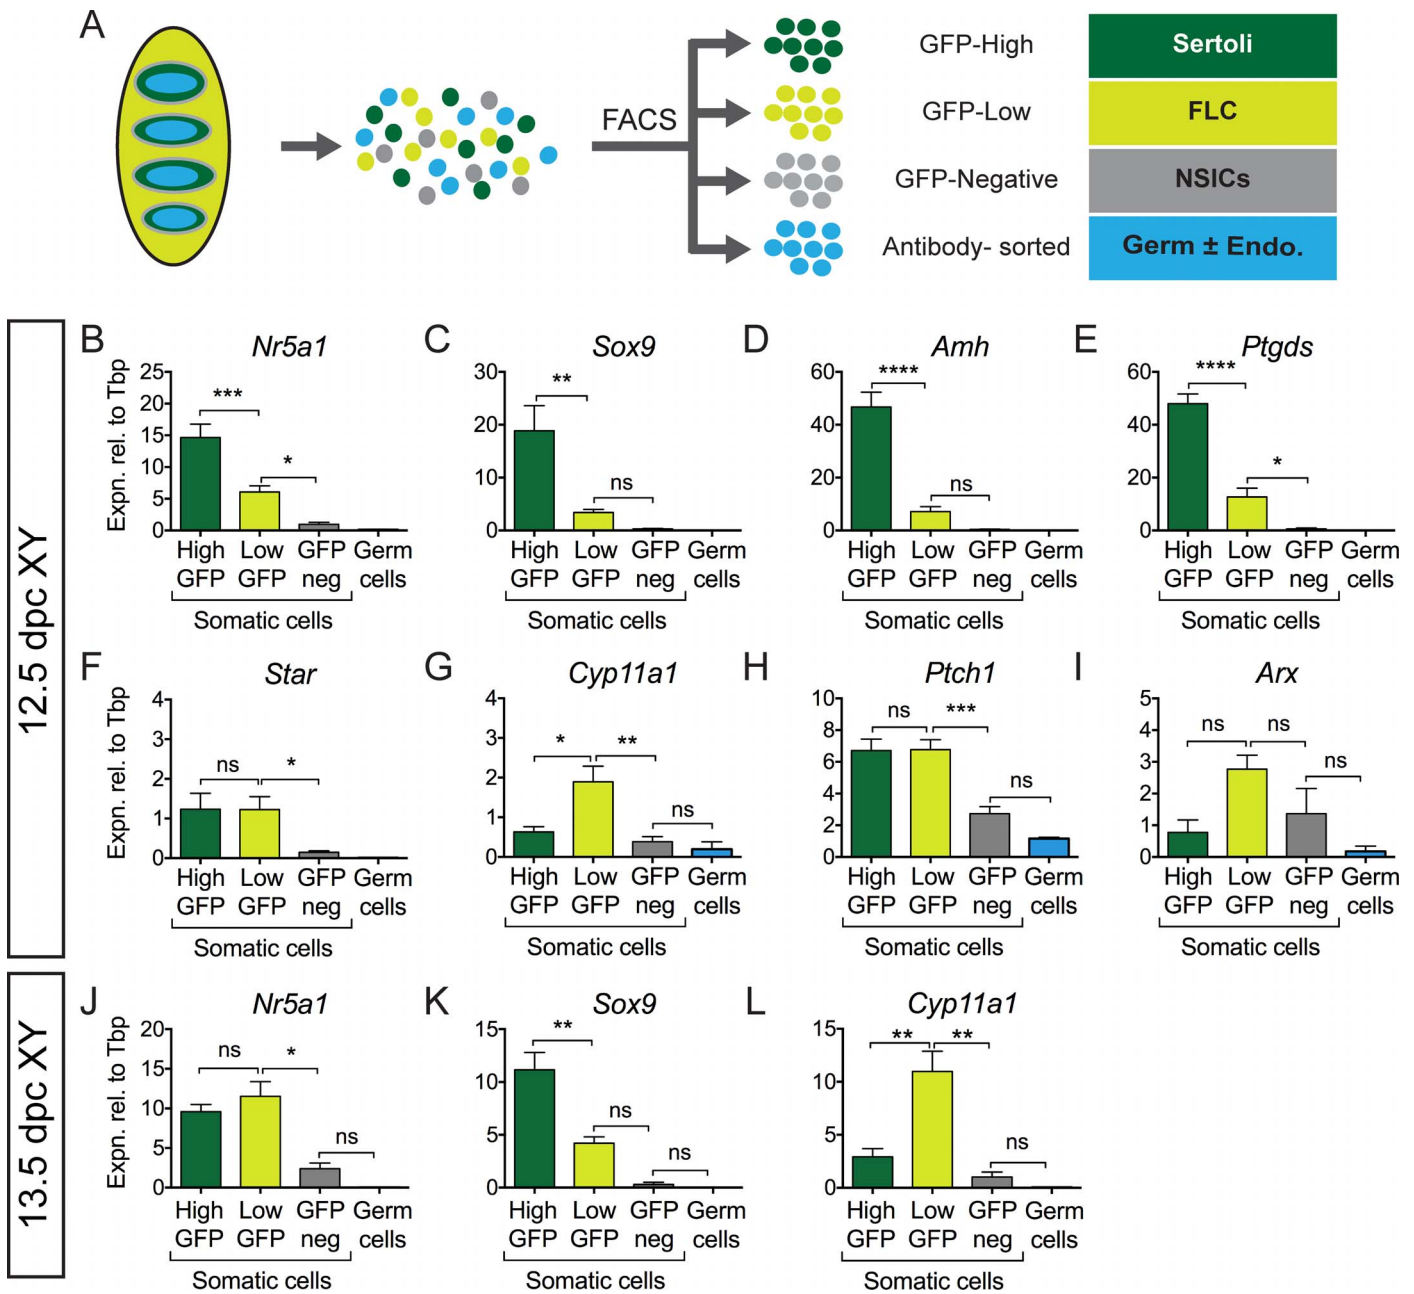 A
FACS
GFP-High
Sertoli
GFP-Low
FLC
GFP-Negative
NSICs
Antibody- sorted
Germ ± Endo.
12.5 dpc XY
B
Nr5a1
Expn. rel. to Tbp
25
20
15
10
5
0
***
*
High GFP
Low GFP
GFP neg
Germ cells
Somatic cells
C
Sox9
30
20
10
0
**
ns
High GFP
Low GFP
GFP neg
Germ cells
Somatic cells
D
Amh
60
40
20
0
****
ns
High GFP
Low GFP
GFP neg
Germ cells
Somatic cells
E
Ptgds
60
40
20
0
****
*
High GFP
Low GFP
GFP neg
Germ cells
Somatic cells
F
Star
Expn. rel. to Tbp
4
3
2
1
0
ns
*
High GFP
Low GFP
GFP neg
Germ cells
Somatic cells
G
Cyp11a1
4
3
2
1
0
*
**
ns
High GFP
Low GFP
GFP neg
Germ cells
Somatic cells
H
Ptch1
10
8
6
4
2
0
ns
***
ns
High GFP
Low GFP
GFP neg
Germ cells
Somatic cells
I
Arx
5
4
3
2
1
0
ns
ns
ns
High GFP
Low GFP
GFP neg
Germ cells
Somatic cells
13.5 dpc XY
J
Nr5a1
Expn. rel. to Tbp
20
15
10
5
0
ns
*
ns
High GFP
Low GFP
GFP neg
Germ cells
Somatic cells
K
Sox9
15
10
5
0
**
ns
ns
High GFP
Low GFP
GFP neg
Germ cells
Somatic cells
L
Cyp11a1
15
10
5
0
**
**
ns
High GFP
Low GFP
GFP neg
Germ cells
Somatic cells